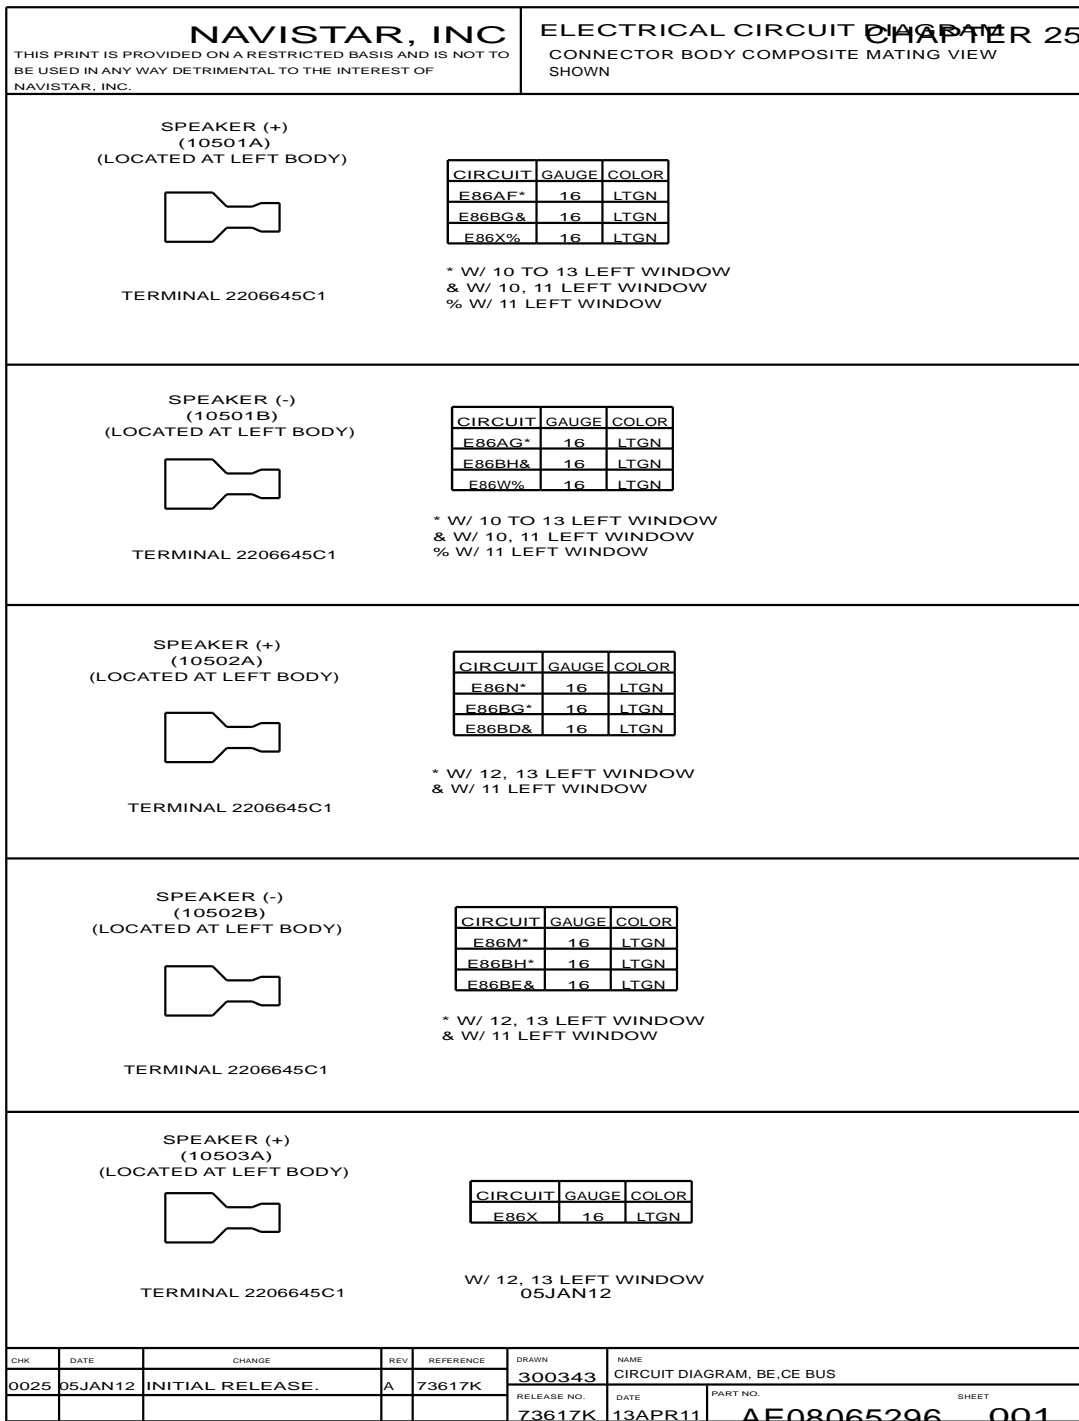 NAVISTAR, INC
THIS PRINT IS PROVIDED ON A RESTRICTED BASIS AND IS NOT TO
BE USED IN ANY WAY DETRIMENTAL TO THE INTEREST OF
NAVISTAR, INC.
ELECTRICAL CIRCUIT DIAGRAM
CHAPTER 25
CONNECTOR BODY COMPOSITE MATING VIEW
SHOWN
SPEAKER (+)
(10501A)
(LOCATED AT LEFT BODY)
TERMINAL 2206645C1
CIRCUIT GAUGE COLOR
E86AF* 16 LTGN
E86BG& 16 LTGN
E86X% 16 LTGN
* W/ 10 TO 13 LEFT WINDOW
& W/ 10, 11 LEFT WINDOW
% W/ 11 LEFT WINDOW
SPEAKER (-)
(10501B)
(LOCATED AT LEFT BODY)
TERMINAL 2206645C1
CIRCUIT GAUGE COLOR
E86AG* 16 LTGN
E86BH& 16 LTGN
E86W% 16 LTGN
* W/ 10 TO 13 LEFT WINDOW
& W/ 10, 11 LEFT WINDOW
% W/ 11 LEFT WINDOW
SPEAKER (+)
(10502A)
(LOCATED AT LEFT BODY)
TERMINAL 2206645C1
CIRCUIT GAUGE COLOR
E86N* 16 LTGN
E86BG* 16 LTGN
E86BD& 16 LTGN
* W/ 12, 13 LEFT WINDOW
& W/ 11 LEFT WINDOW
SPEAKER (-)
(10502B)
(LOCATED AT LEFT BODY)
TERMINAL 2206645C1
CIRCUIT GAUGE COLOR
E86M* 16 LTGN
E86BH* 16 LTGN
E86BE& 16 LTGN
* W/ 12, 13 LEFT WINDOW
& W/ 11 LEFT WINDOW
SPEAKER (+)
(10503A)
(LOCATED AT LEFT BODY)
TERMINAL 2206645C1
CIRCUIT GAUGE COLOR
E86X 16 LTGN
W/ 12, 13 LEFT WINDOW
05JAN12
CHK DATE CHANGE REV REFERENCE
0025 05JAN12 INITIAL RELEASE. A 73617K
DRAWN
300343
NAME
CIRCUIT DIAGRAM, BE,CE BUS
RELEASE NO.
73617K
DATE
13APR11
PART NO.
AE08065296
SHEET
001